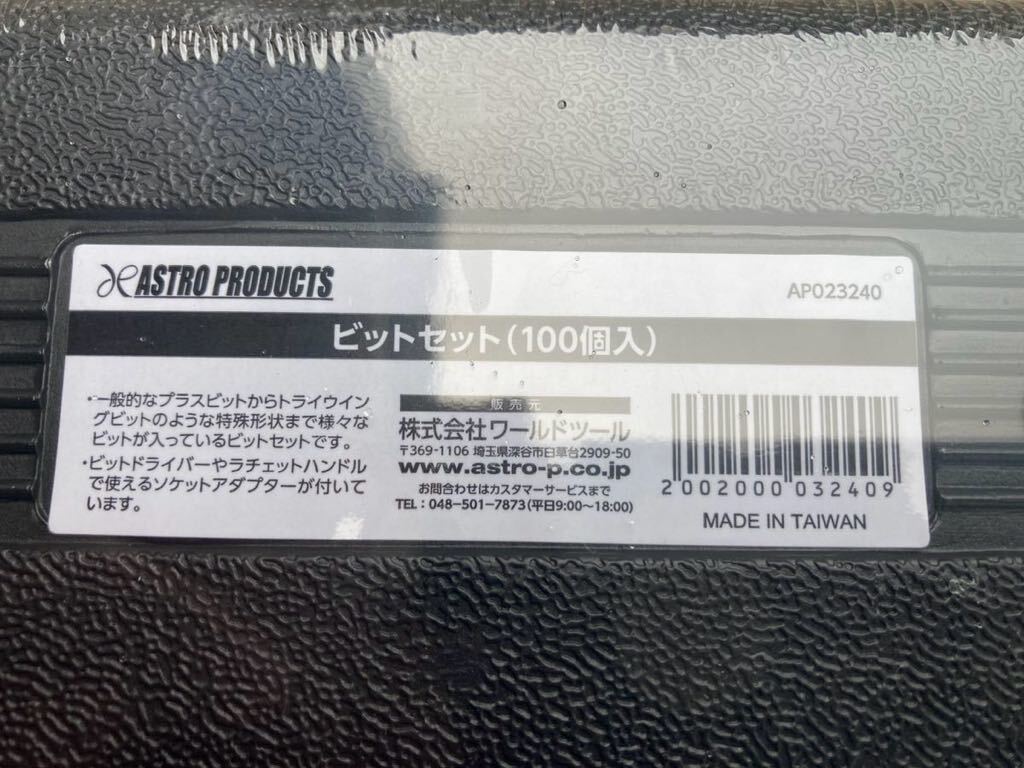 ASTRO PRODUCTS
AP023240
ビットセット(100個入)
・一般的なプラスビットからトライウイン
グビットのような特殊形状まで様々な
ビットが入っているビットセットです。
・ビットドライバーやラチェットハンドル
で使えるソケットアダプターが付いて
います。
販売元
株式会社ワールドツール
〒369-1106 埼玉県深谷市白草台2909-50
www.astro-p.co.jp
お問合わせはカスタマーサービスまで
TEL:048-501-7873(平日9:00~18:00)
2002000032409
MADE IN TAIWAN